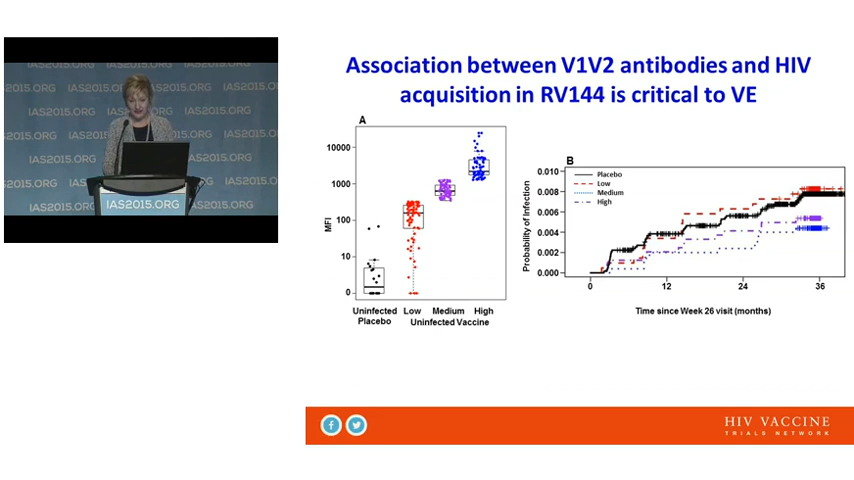 IAS2015.ORG IAS2015.ORG IAS2015.ORG
IAS2015.ORG IAS2015.ORG
IAS2015.ORG
IAS2015.ORG
Association between V1V2 antibodies and HIV
acquisition in RV144 is critical to VE
A
10000
1000
100
10
0
MFI
Uninfected Low Medium High
Placebo Uninfected Vaccine
B
Placebo
Low
Medium
High
0.010
0.008
0.006
0.004
0.002
0.000
Probability of Infection
0 12 24 36
Time since Week 26 visit (months)
HIV VACCINE
TRIALS NETWORK